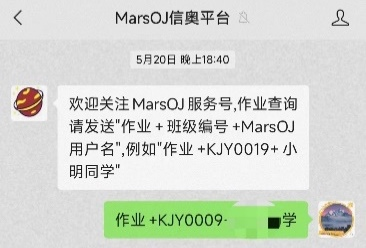 MarsOJ信奥平台
5月20日 晚上18:40
欢迎关注MarsOJ服务号,作业查询
请发送"作业+班级编号+MarsOJ
用户名",例如"作业+KJY0019+小
明同学"
作业+KJY0009- 学